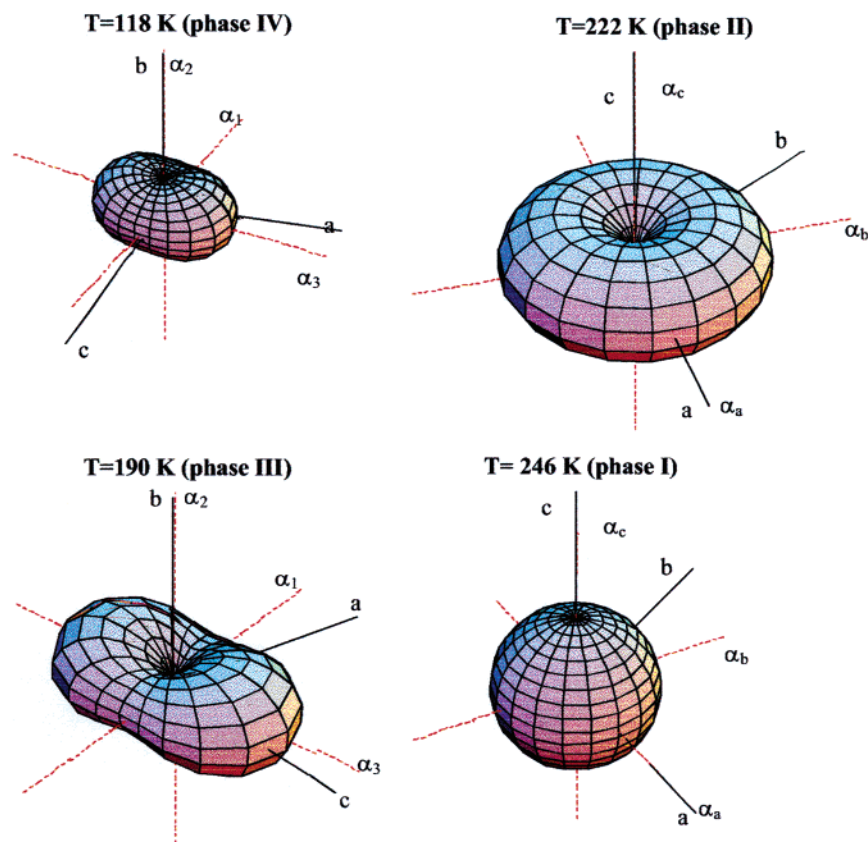 T=118 K (phase IV)
b
α2
α1
a
α3
c
T=222 K (phase II)
c
αc
b
αb
a
αa
T=190 K (phase III)
b
α2
α1
a
α3
c
T= 246 K (phase I)
c
αc
b
αb
a
αa